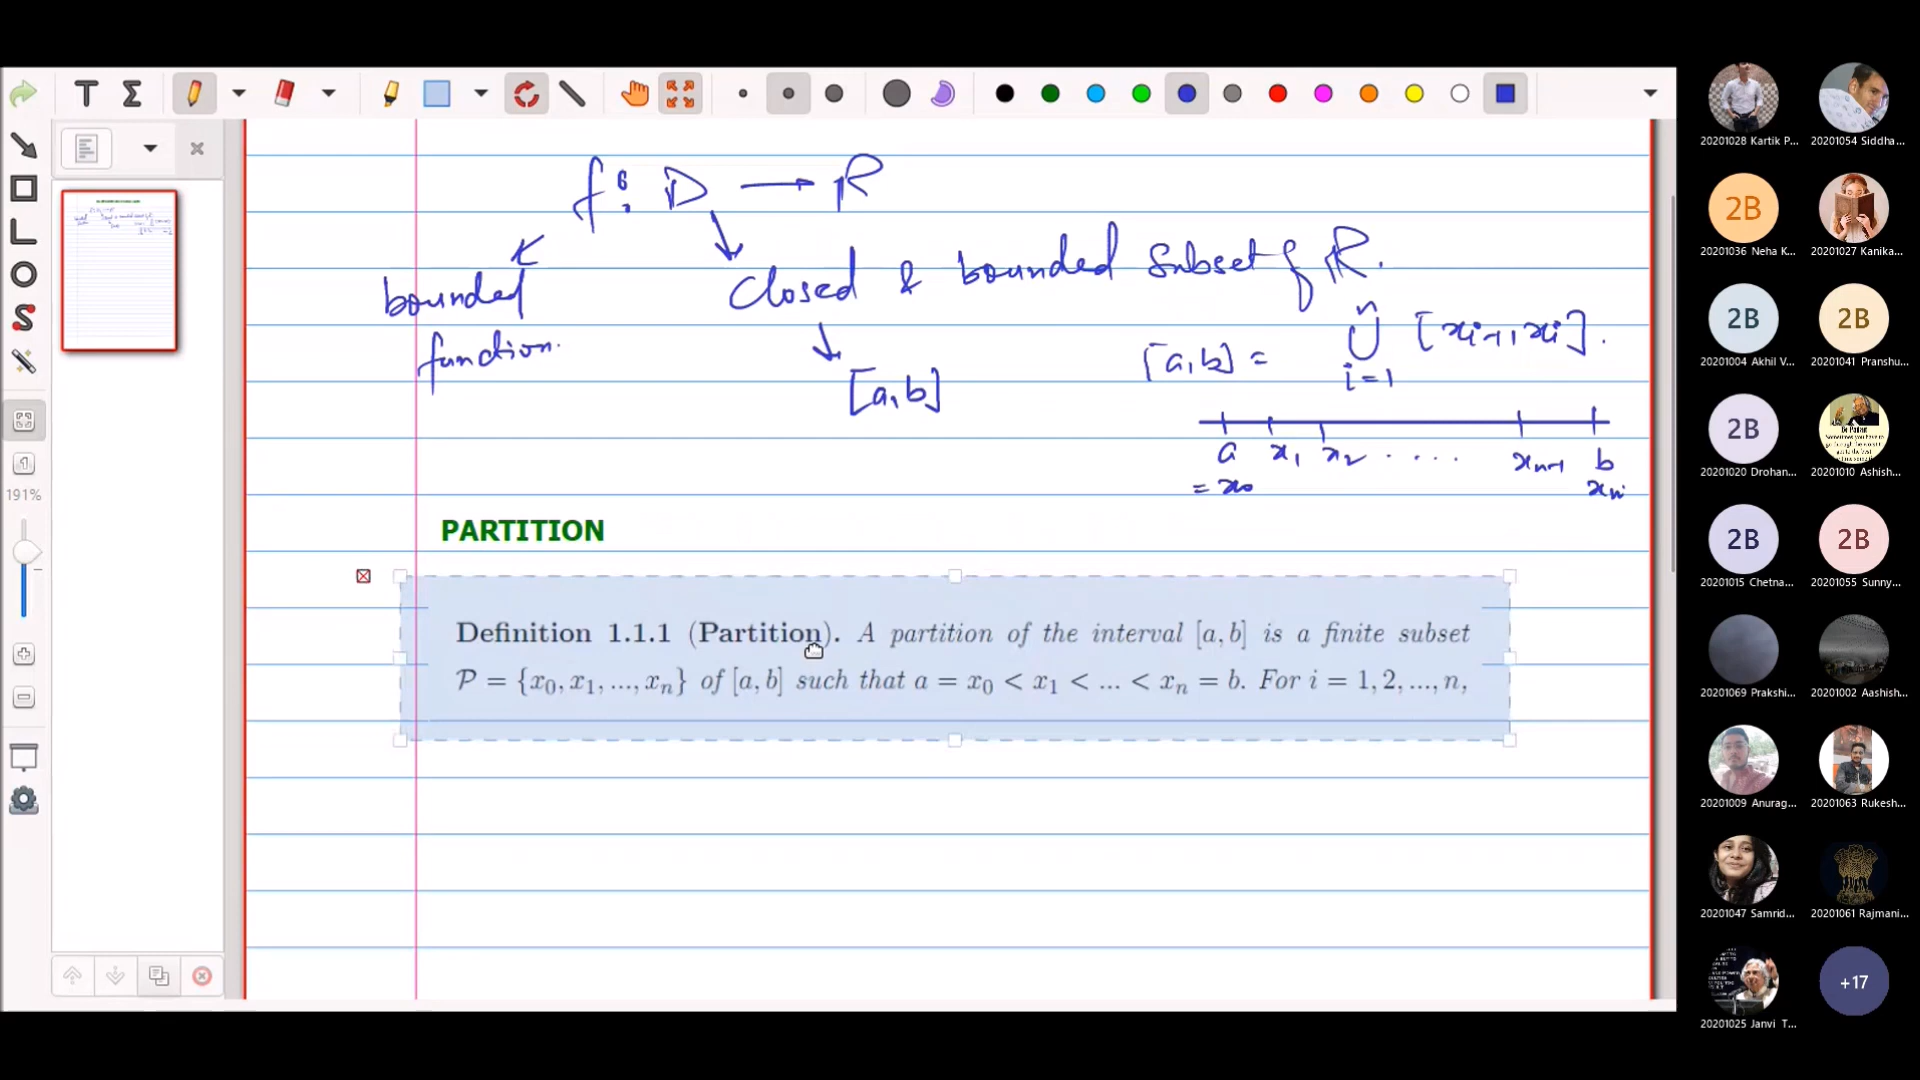 f : D → R
bounded function.
Closed & bounded Subset of R.
[a, b]
[a, b] = n ∪ i=1 [xi-1, xi].
a x1 x2 . . . . xn-1 b
= x0 xn
PARTITION
Definition 1.1.1 (Partition). A partition of the interval [a, b] is a finite subset
P = {x0, x1, ..., xn} of [a, b] such that a = x0 < x1 < ... < xn = b. For i = 1, 2, ..., n,
191%
20201028 Kartik P...
20201054 Siddha...
2B
20201036 Neha K...
20201027 Kanika...
2B
20201004 Akhil V...
2B
20201041 Pranshu...
2B
20201020 Drohan...
20201010 Ashish...
2B
20201015 Chetna...
2B
20201055 Sunny...
20201069 Prakshi...
20201002 Aashish...
20201009 Anurag...
20201063 Rukesh...
20201047 Samrid...
20201061 Rajmani...
20201025 Janvi T...
+17